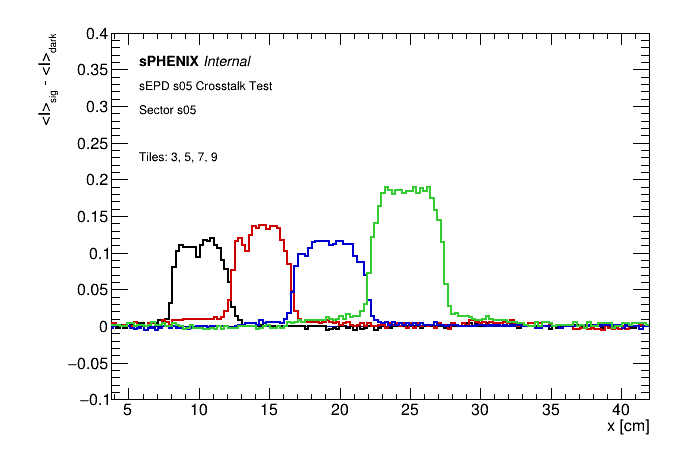 <I>sig - <I>dark
0.4
0.35
0.3
0.25
0.2
0.15
0.1
0.05
0
−0.05
−0.1
sPHENIX Internal
sEPD s05 Crosstalk Test
Sector s05
Tiles: 3, 5, 7, 9
5 10 15 20 25 30 35 40
x [cm]